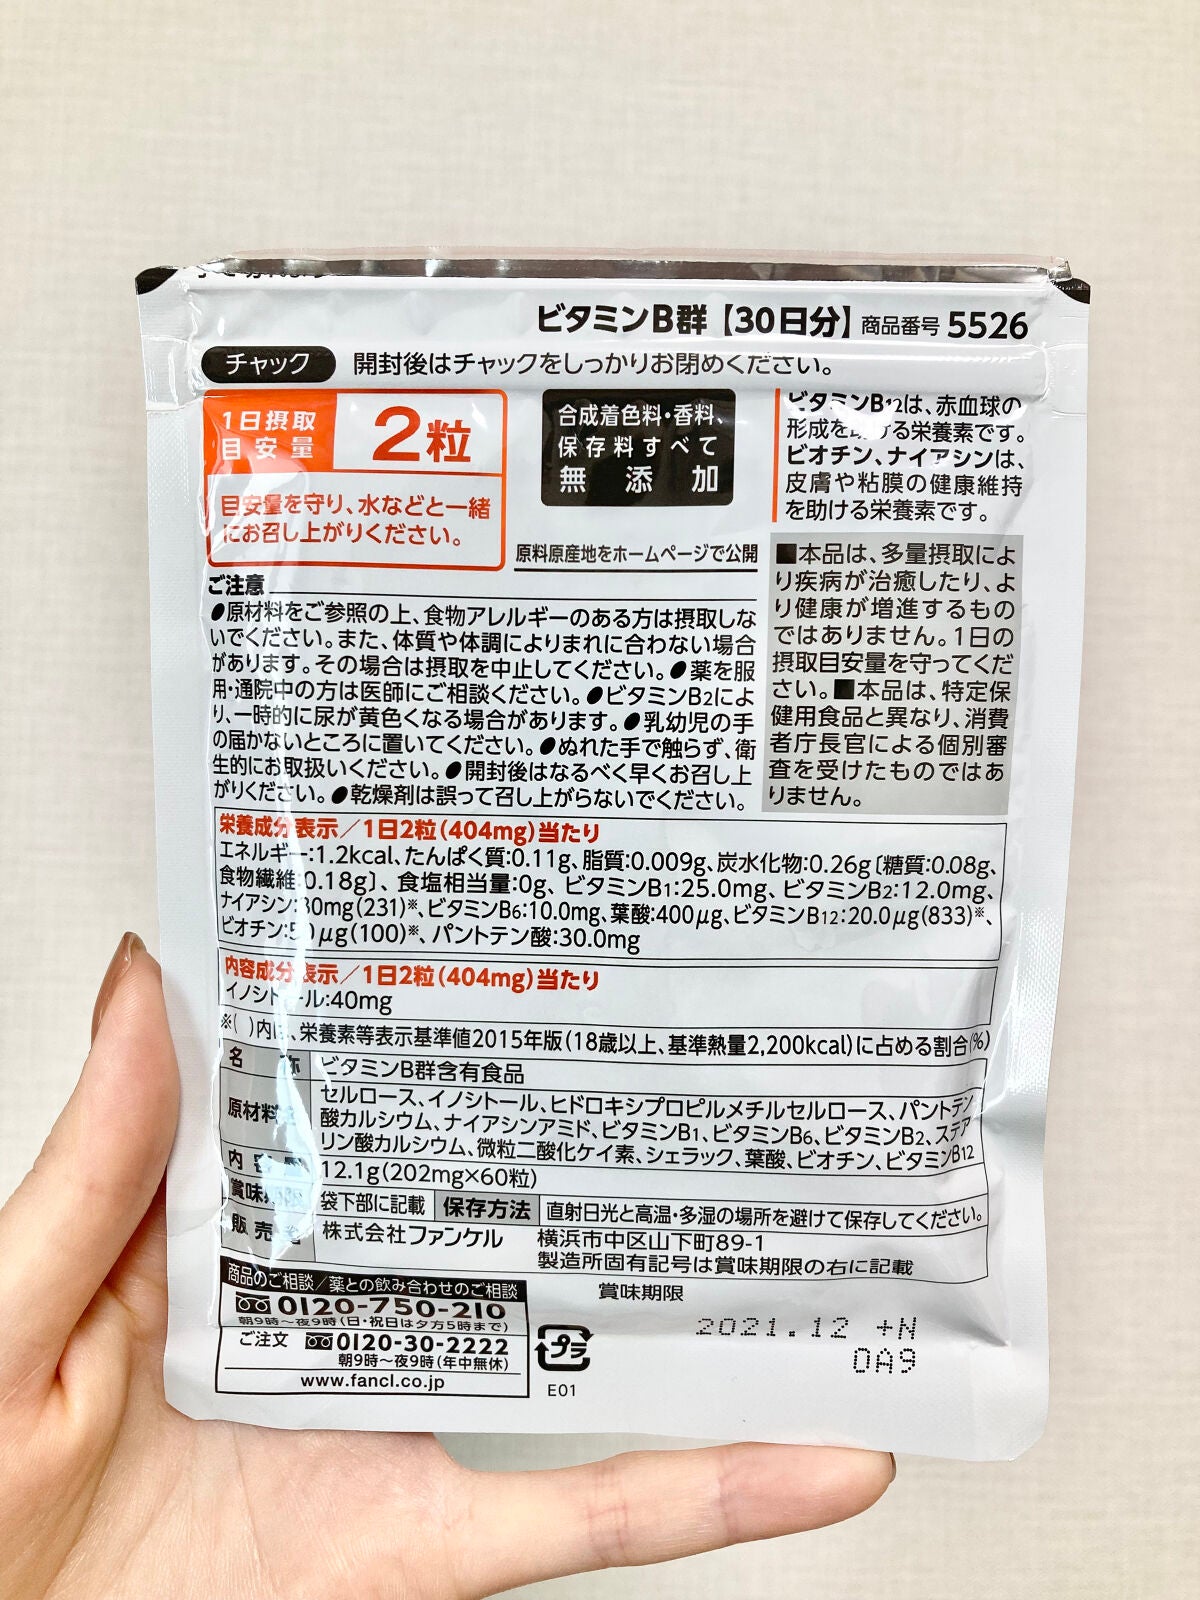 ビタミンB群【30日分】商品番号 5526
チャック 開封後はチャックをしっかりお閉めください。
1日摂取
目安量
2粒
目安量を守り、水などと一緒
にお召し上がりください。
合成着色料・香料、
保存料すべて
無添加
原料原産地をホームページで公開
ビタミンB12は、赤血球の
形成を助ける栄養素です。
ビオチン、ナイアシンは、
皮膚や粘膜の健康維持
を助ける栄養素です。
■本品は、多量摂取によ
り疾病が治癒したり、よ
り健康が増進するもの
ではありません。1日の
摂取目安量を守ってくだ
さい。■本品は、特定保
健用食品と異なり、消費
者庁長官による個別審
査を受けたものではあ
りません。
ご注意
●原材料をご参照の上、食物アレルギーのある方は摂取しな
いでください。また、体質や体調によりまれに合わない場合
があります。その場合は摂取を中止してください。●薬を服
用・通院中の方は医師にご相談ください。●ビタミンB2によ
り、一時的に尿が黄色くなる場合があります。●乳幼児の手
の届かないところに置いてください。●ぬれた手で触らず、衛
生的にお取扱いください。●開封後はなるべく早くお召し上
がりください。●乾燥剤は誤って召し上がらないでください。
栄養成分表示/1日2粒(404mg)当たり
エネルギー:1.2kcal、たんぱく質:0.11g、脂質:0.009g、炭水化物:0.26g〔糖質:0.08g、
食物繊維:0.18g〕、食塩相当量:0g、ビタミンB1:25.0mg、ビタミンB2:12.0mg、
ナイアシン:30mg(231)※、ビタミンB6:10.0mg、葉酸:400μg、ビタミンB12:20.0μg(833)※、
ビオチン:50μg(100)※、パントテン酸:30.0mg
内容成分表示/1日2粒(404mg)当たり
イノシトール:40mg
※( )内は、栄養素等表示基準値2015年版(18歳以上、基準熱量2,200kcal)に占める割合(%)
名称 ビタミンB群含有食品
原材料名 セルロース、イノシトール、ヒドロキシプロピルメチルセルロース、パントテン
酸カルシウム、ナイアシンアミド、ビタミンB1、ビタミンB6、ビタミンB2、ステア
リン酸カルシウム、微粒二酸化ケイ素、シェラック、葉酸、ビオチン、ビタミンB12
内容量 12.1g(202mg×60粒)
賞味期限 袋下部に記載 保存方法 直射日光と高温・多湿の場所を避けて保存してください。
販売者 株式会社ファンケル 横浜市中区山下町89-1
製造所固有記号は賞味期限の右に記載
商品のご相談/薬との飲み合わせのご相談
0120-750-210
朝9時〜夜9時(日・祝日は夕方5時まで)
ご注文 0120-30-2222
朝9時〜夜9時(年中無休)
www.fancl.co.jp
プラ
E01
賞味期限
2021.12 +N
0A9